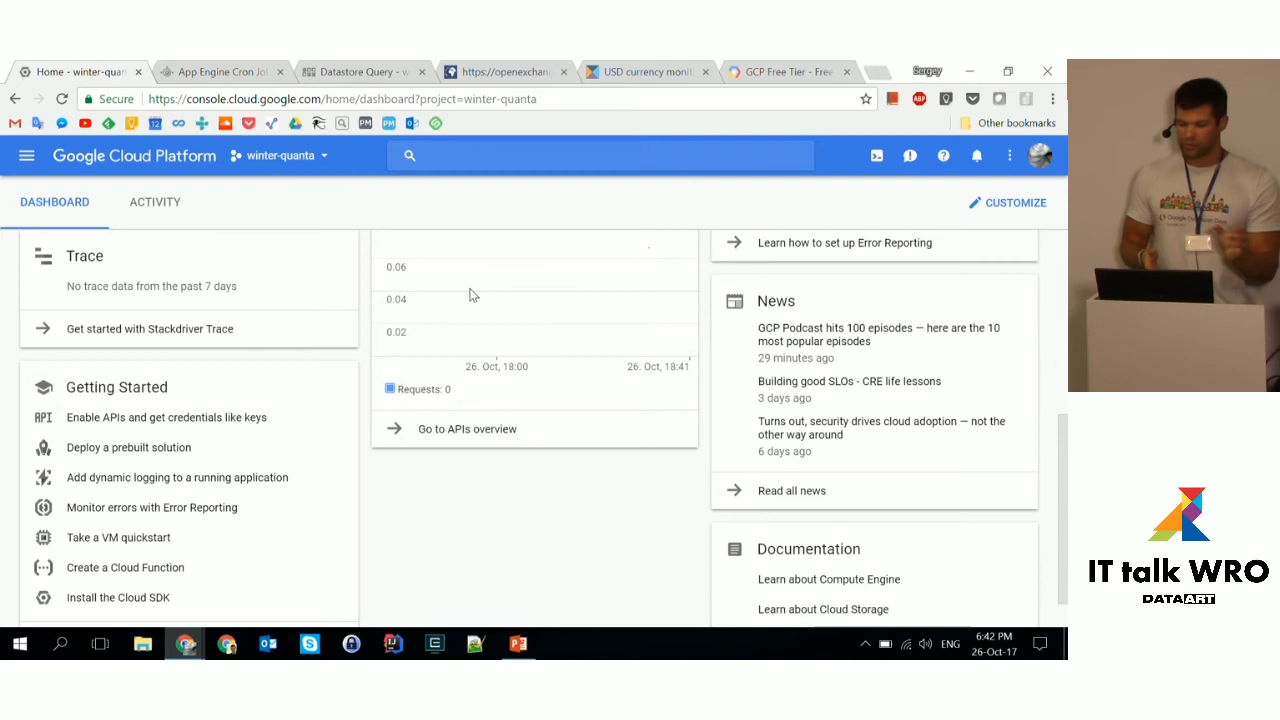 Home - winter-quan
App Engine Cron Jo
Datastore Query - w
https://openexchan
USD currency monit
GCP Free Tier - Free
Sergey
Secure
https://console.cloud.google.com/home/dashboard?project=winter-quanta
Other bookmarks
Google Cloud Platform
winter-quanta
DASHBOARD
ACTIVITY
CUSTOMIZE
Trace
No trace data from the past 7 days
Get started with Stackdriver Trace
Getting Started
API
Enable APIs and get credentials like keys
Deploy a prebuilt solution
Add dynamic logging to a running application
Monitor errors with Error Reporting
Take a VM quickstart
Create a Cloud Function
Install the Cloud SDK
0.06
0.04
0.02
26. Oct, 18:00
26. Oct, 18:41
Requests: 0
Go to APIs overview
Learn how to set up Error Reporting
News
GCP Podcast hits 100 episodes — here are the 10
most popular episodes
29 minutes ago
Building good SLOs - CRE life lessons
3 days ago
Turns out, security drives cloud adoption — not the
other way around
6 days ago
Read all news
Documentation
Learn about Compute Engine
Learn about Cloud Storage
ENG
6:42 PM
26-Oct-17
IT talk WRO
DATAART